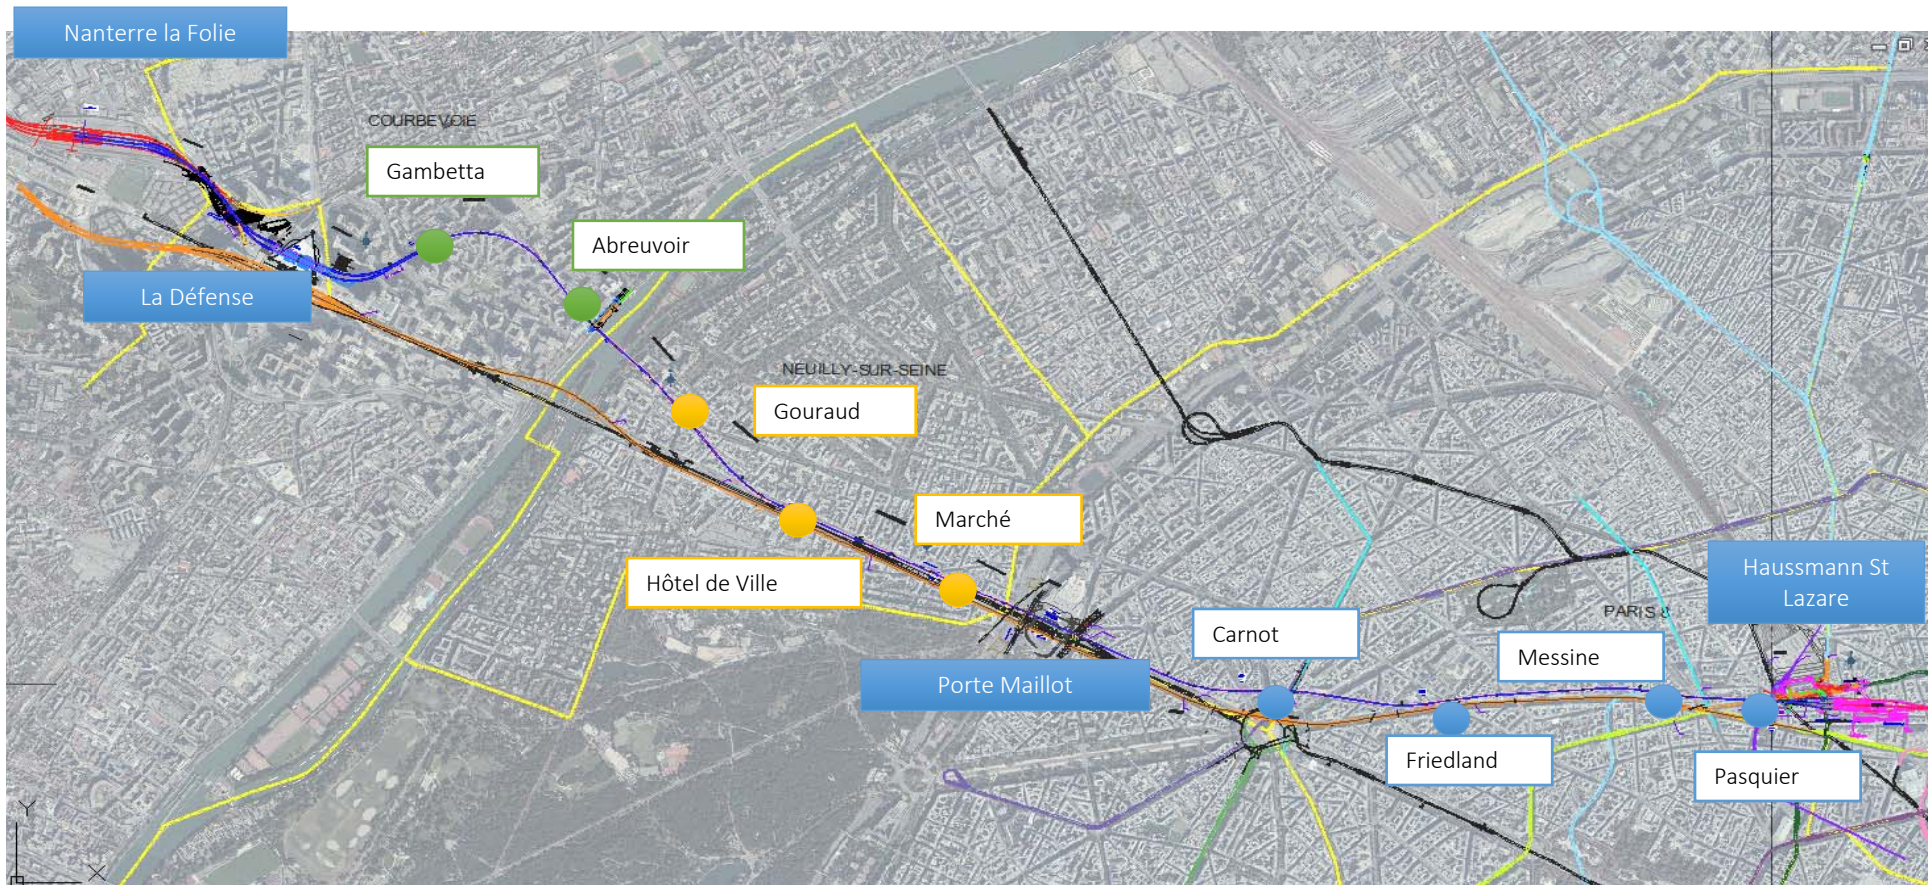 Nanterre la Folie
COURBEVOIE
Gambetta
Abreuvoir
La Défense
NEUILLY-SUR-SEINE
Gouraud
Marché
Hôtel de Ville
Haussmann St
Lazare
PARIS 8
Carnot
Messine
Porte Maillot
Friedland
Pasquier
Y
X